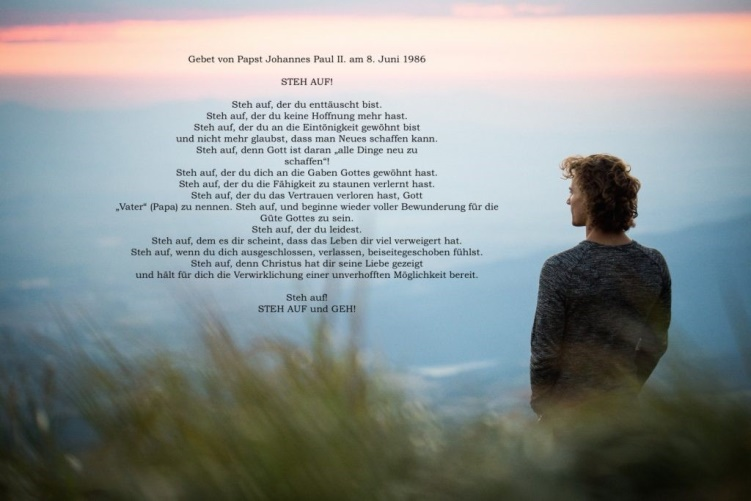 Gebet von Papst Johannes Paul II. am 8. Juni 1986
STEH AUF!
Steh auf, der du enttäuscht bist.
Steh auf, der du keine Hoffnung mehr hast.
Steh auf, der du an die Eintönigkeit gewöhnt bist
und nicht mehr glaubst, dass man Neues schaffen kann.
Steh auf, denn Gott ist daran „alle Dinge neu zu
schaffen“!
Steh auf, der du dich an die Gaben Gottes gewöhnt hast.
Steh auf, der du die Fähigkeit zu staunen verlernt hast.
Steh auf, der du das Vertrauen verloren hast, Gott
„Vater“ (Papa) zu nennen. Steh auf, und beginne wieder voller Bewunderung für die
Güte Gottes zu sein.
Steh auf, der du leidest.
Steh auf, dem es dir scheint, dass das Leben dir viel verweigert hat.
Steh auf, wenn du dich ausgeschlossen, verlassen, beiseitegeschoben fühlst.
Steh auf, denn Christus hat dir seine Liebe gezeigt
und hält für dich die Verwirklichung einer unverhofften Möglichkeit bereit.
Steh auf!
STEH AUF und GEH!